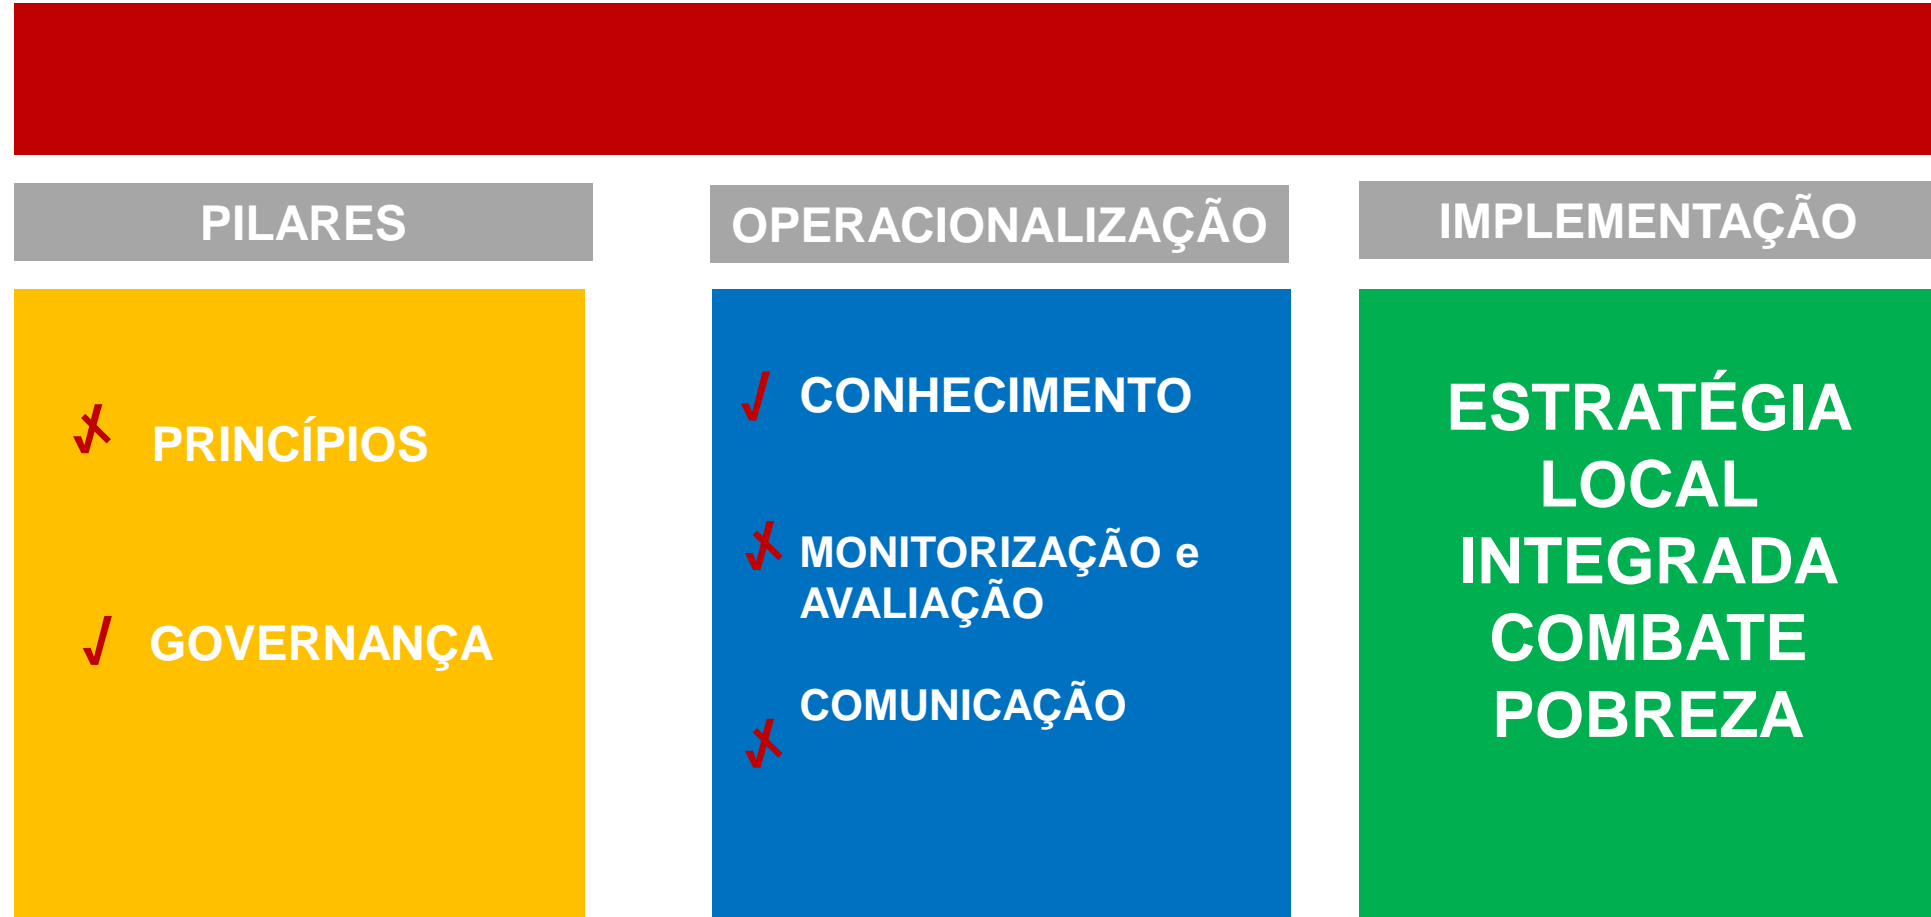 PILARES
OPERACIONALIZAÇÃO
IMPLEMENTAÇÃO
PRINCÍPIOS
GOVERNANÇA
CONHECIMENTO
MONITORIZAÇÃO e
AVALIAÇÃO
COMUNICAÇÃO
ESTRATÉGIA
LOCAL
INTEGRADA
COMBATE
POBREZA